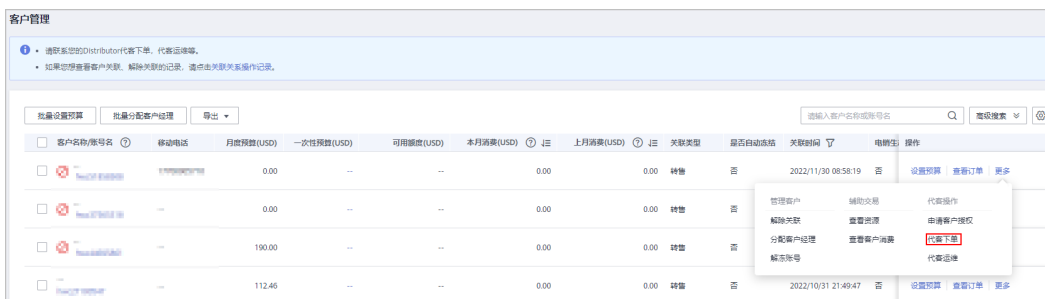 客户管理
请联系您的Distributor代客下单、代客运维等。
如果您想查看客户关联、解除关联的记录，请点击关联关系操作记录。
批量设置预算 批量分配客户经理 导出
请输入客户名称或账号名 高级搜索
客户名称/账号名 移动电话 月度预算(USD) 一次性预算(USD) 可用额度(USD) 本月消费(USD) 上月消费(USD) 关联类型 是否自动冻结 关联时间 电销生 操作
0.00 -- -- 0.00 0.00 转售 否 2022/11/30 08:58:19 否 设置预算 查看订单 更多
-- 0.00 -- -- 0.00 0.00 转售 否
-- 190.00 -- -- 0.00 0.00 转售 否
-- 112.46 -- -- 0.00 0.00 转售 否 2022/10/31 21:49:47 否 设置预算 查看订单 更多
管理客户 辅助交易 代客操作
解除关联 查看资源 申请客户授权
分配客户经理 查看客户消费 代客下单
解冻账号 代客运维